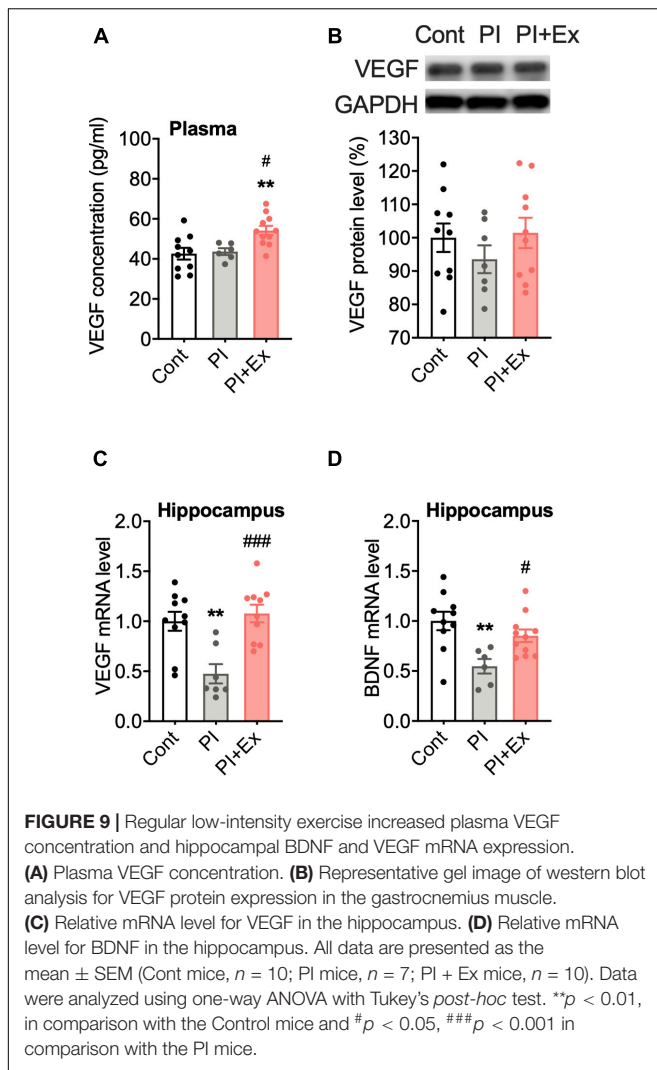 A
Plasma
VEGF concentration (pg/ml)
100
80
60
40
20
0
#
**
Cont
PI
PI+Ex
B
Cont PI PI+Ex
VEGF
GAPDH
VEGF protein level (%)
130
120
110
100
90
80
70
Cont
PI
PI+Ex
C
Hippocampus
VEGF mRNA level
2.0
1.5
1.0
0.5
0.0
**
###
Cont
PI
PI+Ex
D
Hippocampus
BDNF mRNA level
2.0
1.5
1.0
0.5
0.0
**
#
Cont
PI
PI+Ex
FIGURE 9 | Regular low-intensity exercise increased plasma VEGF
concentration and hippocampal BDNF and VEGF mRNA expression.
(A) Plasma VEGF concentration. (B) Representative gel image of western blot
analysis for VEGF protein expression in the gastrocnemius muscle.
(C) Relative mRNA level for VEGF in the hippocampus. (D) Relative mRNA
level for BDNF in the hippocampus. All data are presented as the
mean ± SEM (Cont mice, n = 10; PI mice, n = 7; PI + Ex mice, n = 10). Data
were analyzed using one-way ANOVA with Tukey's post-hoc test. **p < 0.01,
in comparison with the Control mice and #p < 0.05, ###p < 0.001 in
comparison with the PI mice.